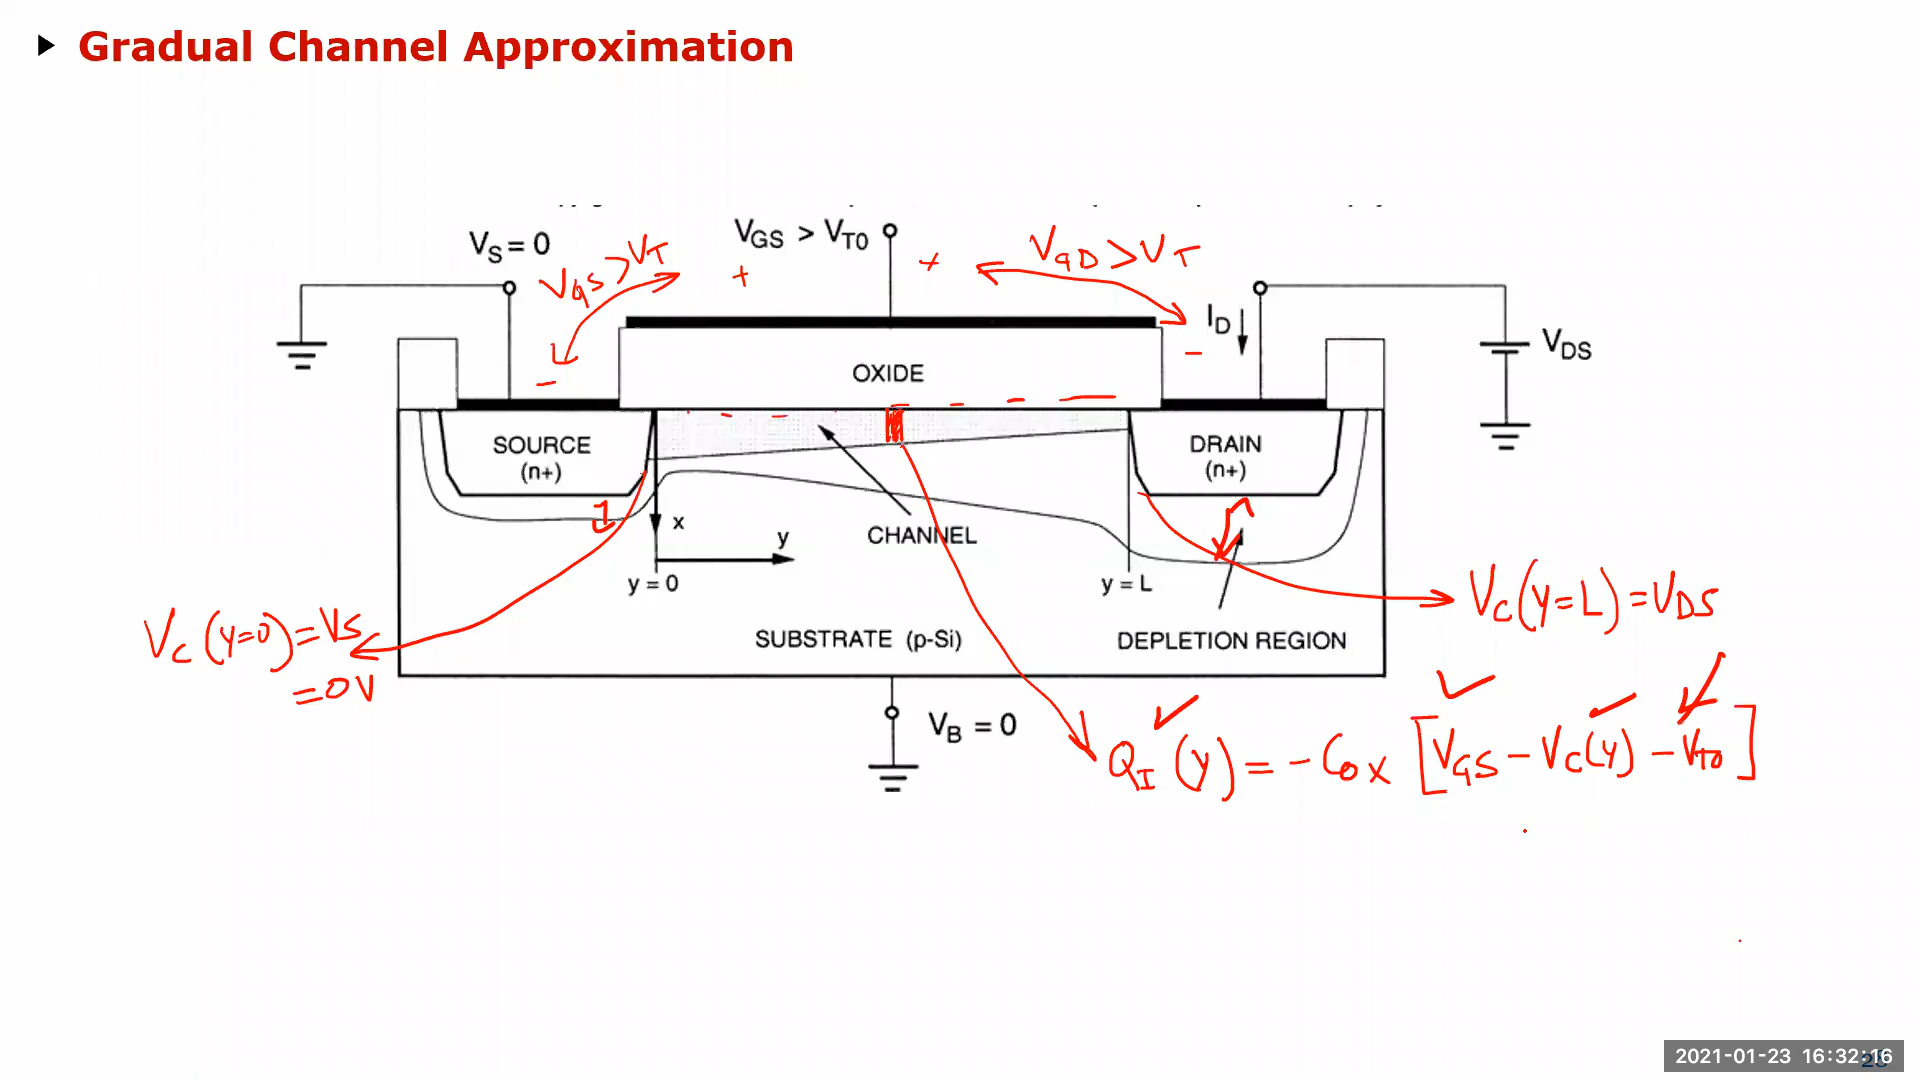 Gradual Channel Approximation
VS = 0
VGS > VT0
VGS > VT
+
+
VGD > VT
ID
VDS
-
-
OXIDE
SOURCE
(n+)
DRAIN
(n+)
x
y
CHANNEL
y = 0
y = L
VC (y=0) = VS
= 0V
VC (y=L) = VDS
SUBSTRATE (p-Si)
DEPLETION REGION
VB = 0
QI (y) = - Cox [VGS - VC(y) - VT0]
2021-01-23 16:32:16